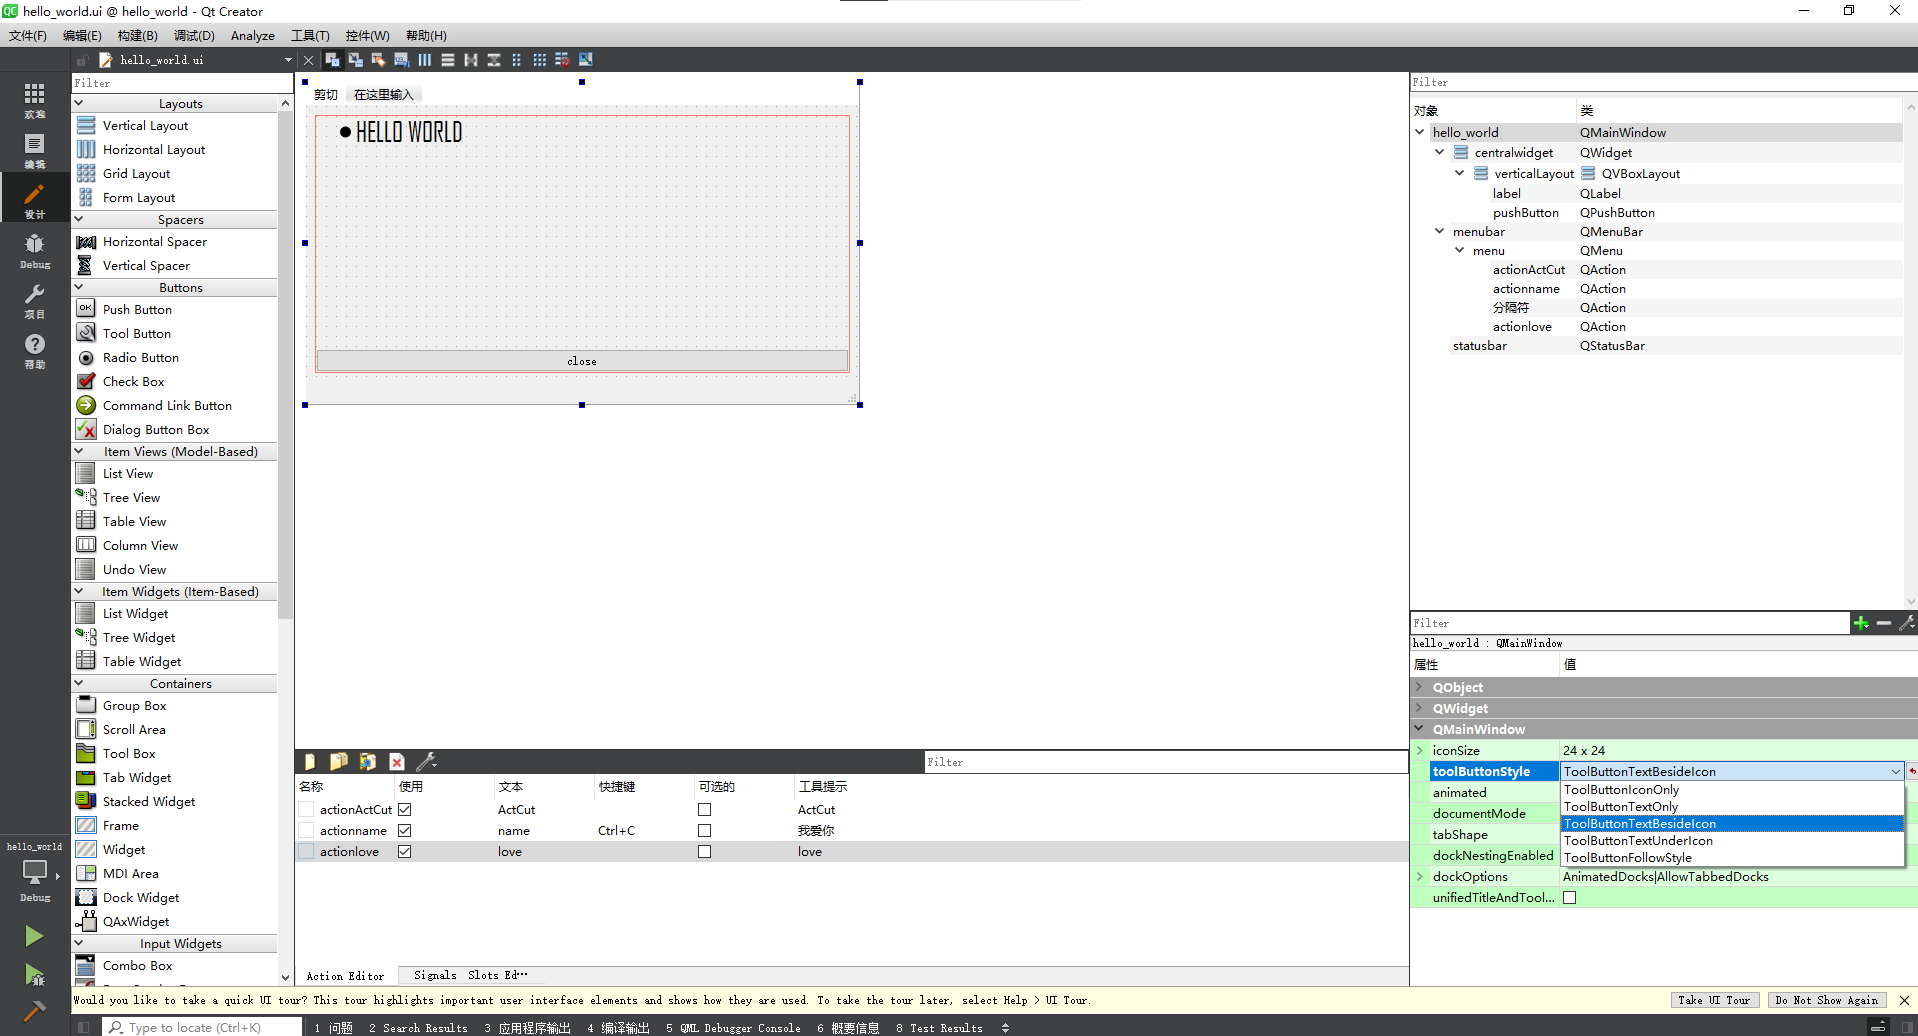 hello_world.ui @ hello_world - Qt Creator
文件(F) 编辑(E) 构建(B) 调试(D) Analyze 工具(T) 控件(W) 帮助(H)
hello_world.ui
欢迎
编辑
设计
Debug
项目
帮助
hello_world
Debug
Filter
Layouts
Vertical Layout
Horizontal Layout
Grid Layout
Form Layout
Spacers
Horizontal Spacer
Vertical Spacer
Buttons
Push Button
Tool Button
Radio Button
Check Box
Command Link Button
Dialog Button Box
Item Views (Model-Based)
List View
Tree View
Table View
Column View
Undo View
Item Widgets (Item-Based)
List Widget
Tree Widget
Table Widget
Containers
Group Box
Scroll Area
Tool Box
Tab Widget
Stacked Widget
Frame
Widget
MDI Area
Dock Widget
QAxWidget
Input Widgets
Combo Box
剪切 在这里输入
HELLO WORLD
close
Filter
名称 使用 文本 快捷键 可选的 工具提示
actionActCut ActCut ActCut
actionname name Ctrl+C 我爱你
actionlove love love
Action Editor Signals Slots Ed…
Filter
对象 类
hello_world QMainWindow
centralwidget QWidget
verticalLayout QVBoxLayout
label QLabel
pushButton QPushButton
menubar QMenuBar
menu QMenu
actionActCut QAction
actionname QAction
分隔符 QAction
actionlove QAction
statusbar QStatusBar
Filter
hello_world : QMainWindow
属性 值
QObject
QWidget
QMainWindow
iconSize 24 x 24
toolButtonStyle ToolButtonTextBesideIcon
animated
documentMode
tabShape
dockNestingEnabled
ToolButtonIconOnly
ToolButtonTextOnly
ToolButtonTextBesideIcon
ToolButtonTextUnderIcon
ToolButtonFollowStyle
dockOptions AnimatedDocks|AllowTabbedDocks
unifiedTitleAndTool...
Would you like to take a quick UI tour? This tour highlights important user interface elements and shows how they are used. To take the tour later, select Help > UI Tour. Take UI Tour Do Not Show Again
Type to locate (Ctrl+K) 1 问题 2 Search Results 3 应用程序输出 4 编译输出 5 QML Debugger Console 6 概要信息 8 Test Results